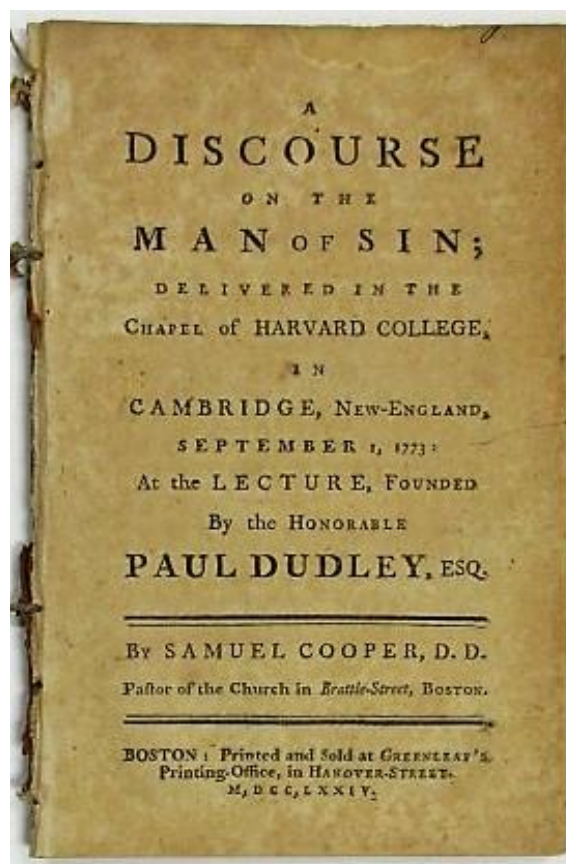 A
DISCOURSE
ON THE
MAN OF SIN;
DELIVERED IN THE
CHAPEL of HARVARD COLLEGE,
IN
CAMBRIDGE, NEW-ENGLAND,
SEPTEMBER 1, 1773:
At the LECTURE, FOUNDED
By the HONORABLE
PAUL DUDLEY, ESQ.
BY SAMUEL COOPER, D. D.
Paſtor of the Church in Brattle-Street, BOSTON.
BOSTON: Printed and Sold at GREENLEAF'S
Printing-Office, in HANOVER-STREET.
M,DCC,LXXIV.